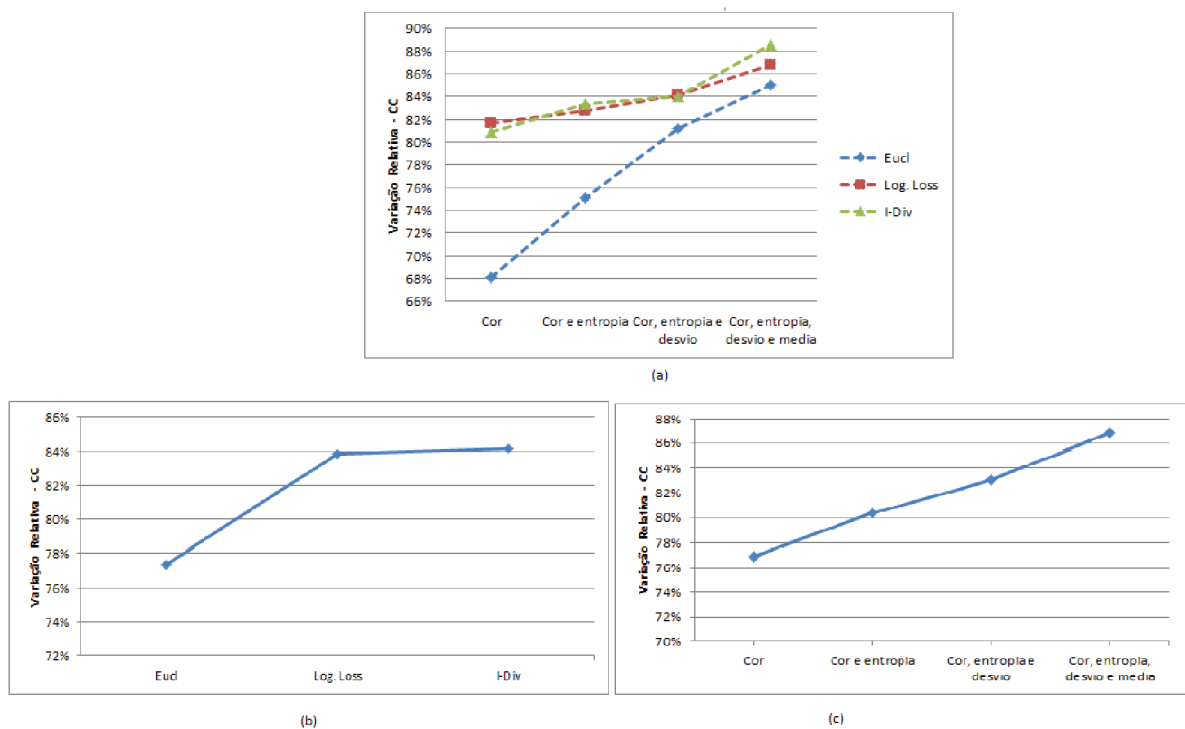 90%
88%
86%
84%
82%
80%
78%
76%
74%
72%
70%
68%
66%
Variação Relativa - CC
Cor
Cor e entropia
Cor, entropia e
desvio
Cor, entropia,
desvio e media
Eucl
Log. Loss
I-Div
(a)
86%
84%
82%
80%
78%
76%
74%
72%
Variação Relativa - CC
Eucl
Log. Loss
I-Div
(b)
88%
86%
84%
82%
80%
78%
76%
74%
72%
70%
Variação Relativa - CC
Cor
Cor e entropia
Cor, entropia e
desvio
Cor, entropia,
desvio e media
(c)